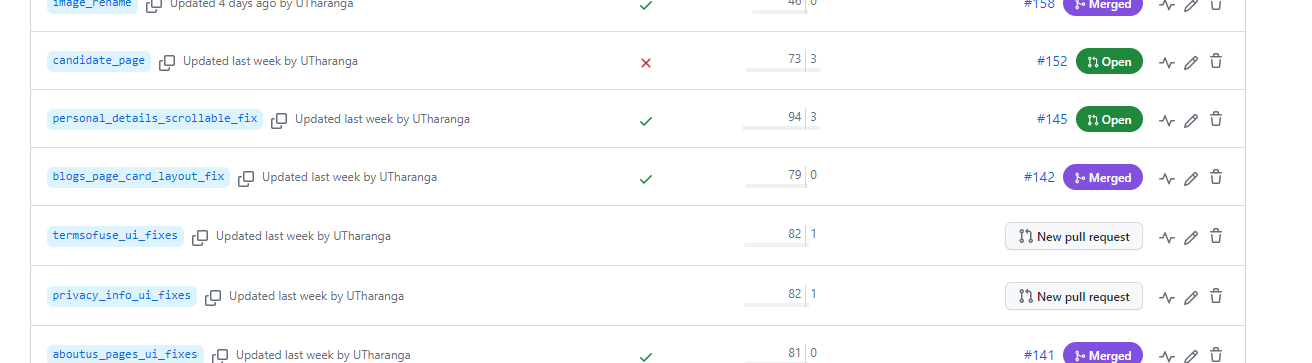 image_rename Updated 4 days ago by UTharanga 46 0 #158 Merged
candidate_page Updated last week by UTharanga 73 3 #152 Open
personal_details_scrollable_fix Updated last week by UTharanga 94 3 #145 Open
blogs_page_card_layout_fix Updated last week by UTharanga 79 0 #142 Merged
termsofuse_ui_fixes Updated last week by UTharanga 82 1 New pull request
privacy_info_ui_fixes Updated last week by UTharanga 82 1 New pull request
aboutus_pages_ui_fixes Updated last week by UTharanga 81 0 #141 Merged